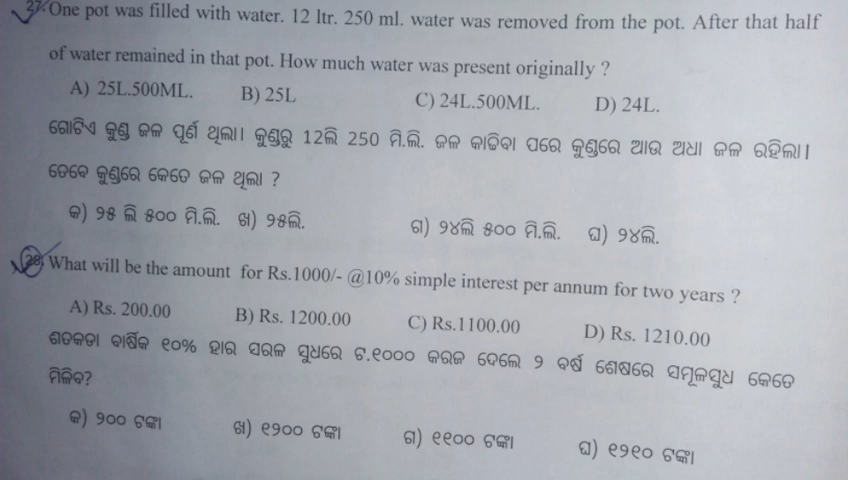 27. One pot was filled with water. 12 ltr. 250 ml. water was removed from the pot. After that half
of water remained in that pot. How much water was present originally ?
A) 25L.500ML. B) 25L C) 24L.500ML. D) 24L.
ଗୋଟିଏ କୁଣ୍ଡ ଜଳ ପୂର୍ଣ ଥିଲା। କୁଣ୍ଡରୁ 12ଲି 250 ମି.ଲି. ଜଳ କାଢିବା ପରେ କୁଣ୍ଡରେ ଆଉ ଅଧା ଜଳ ରହିଲା।
ତେବେ କୁଣ୍ଡରେ କେତେ ଜଳ ଥିଲା ?
କ) ୨୫ ଲି ୫୦୦ ମି.ଲି. ଖ) ୨୫ଲି. ଗ) ୨୪ଲି ୫୦୦ ମି.ଲି. ଘ) ୨୪ଲି.
28. What will be the amount for Rs.1000/- @10% simple interest per annum for two years ?
A) Rs. 200.00 B) Rs. 1200.00 C) Rs.1100.00 D) Rs. 1210.00
ଶତକଡା ବାର୍ଷିକ ୧୦% ହାର ସରଳ ସୁଧରେ ଟ.୧୦୦୦ କରଜ ଦେଲେ ୨ ବର୍ଷ ଶେଷରେ ସମୂଳସୁଧ କେତେ
ମିଳିବ?
କ) ୨୦୦ ଟଙ୍କା ଖ) ୧୨୦୦ ଟଙ୍କା ଗ) ୧୧୦୦ ଟଙ୍କା ଘ) ୧୨୧୦ ଟଙ୍କା